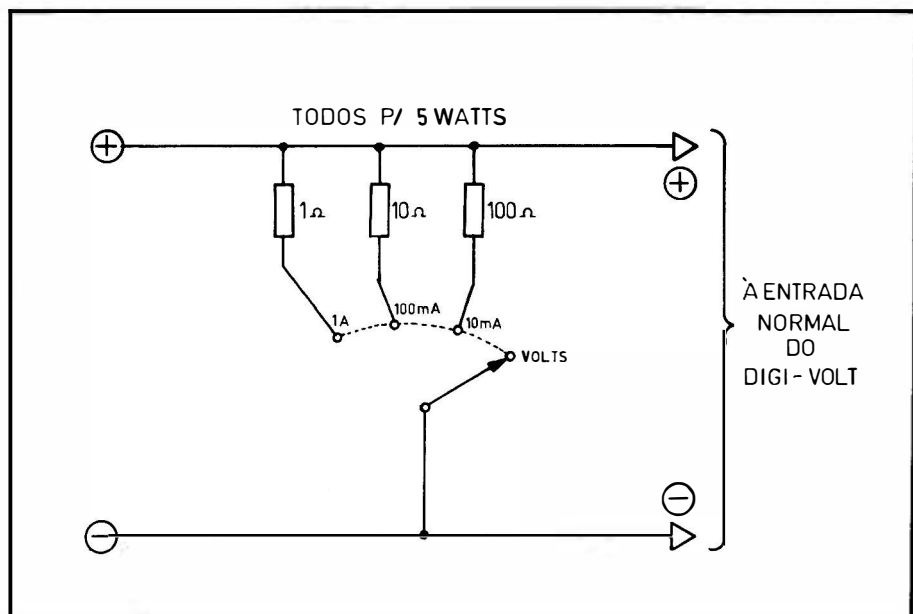 TODOS P/ 5 WATTS
+
+
1Ω
10Ω
100Ω
1A
100mA
10mA
VOLTS
À ENTRADA
NORMAL
DO
DIGI-VOLT
−
−